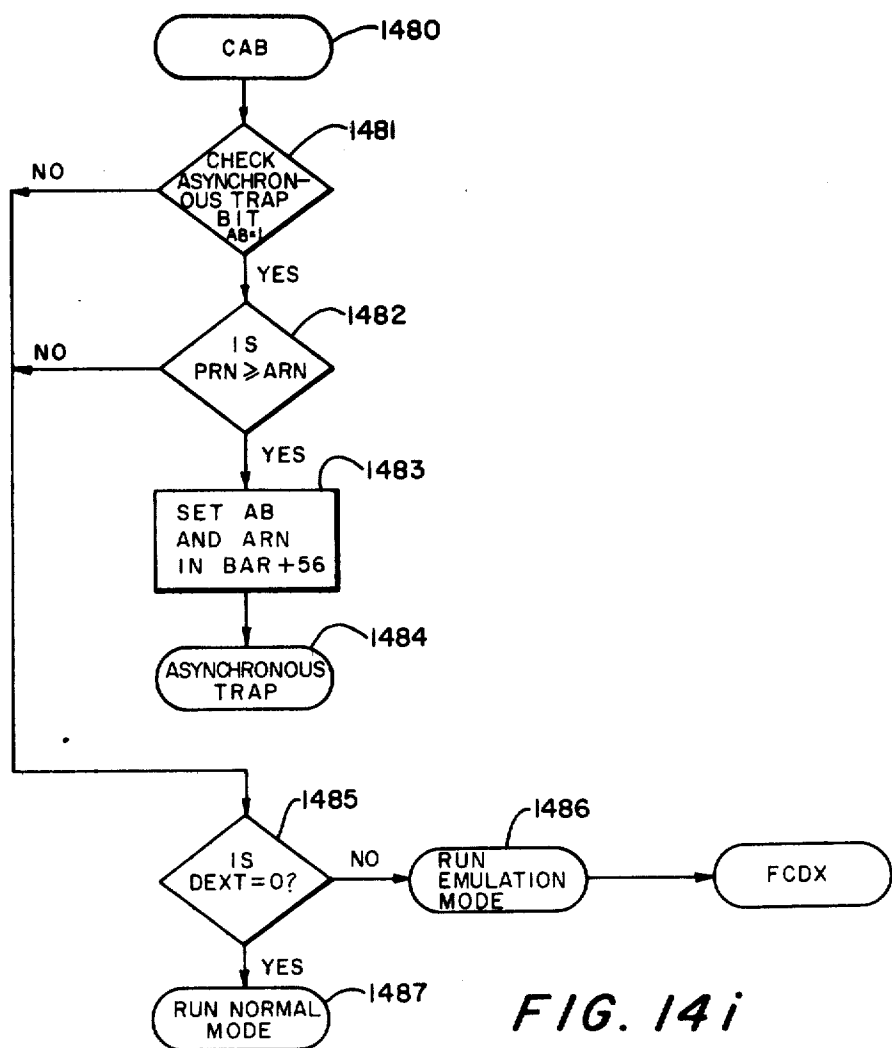 CAB
1480
1481
CHECK
ASYNCHRON-
OUS TRAP
BIT
AB=1
NO
YES
1482
IS
PRN ⩾ ARN
NO
YES
1483
SET AB
AND ARN
IN BAR+56
1484
ASYNCHRONOUS
TRAP
1485
IS
DEXT=0?
NO
1486
RUN
EMULATION
MODE
FCDX
YES
1487
RUN NORMAL
MODE
FIG. 14i